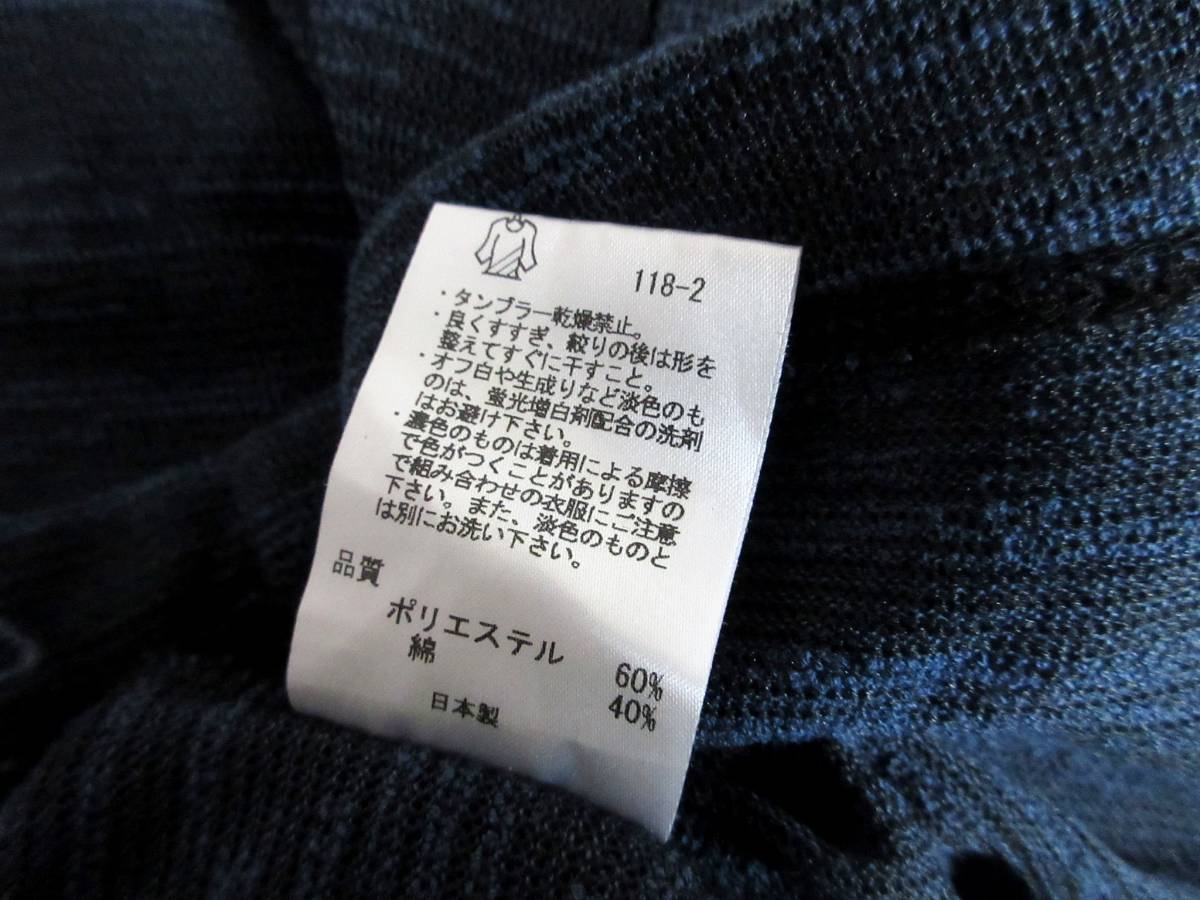 118-2
・タンブラー乾燥禁止。
・良くすすぎ、絞りの後は形を
整えてすぐに干すこと。
・オフ白や生成りなど淡色のも
のは、蛍光増白剤配合の洗剤
はお避け下さい。
・濃色のものは着用による摩擦
で色がつくことがありますの
で組み合わせの衣服にご注意
下さい。また、淡色のものと
は別にお洗い下さい。
品質
ポリエステル 60%
綿 40%
日本製